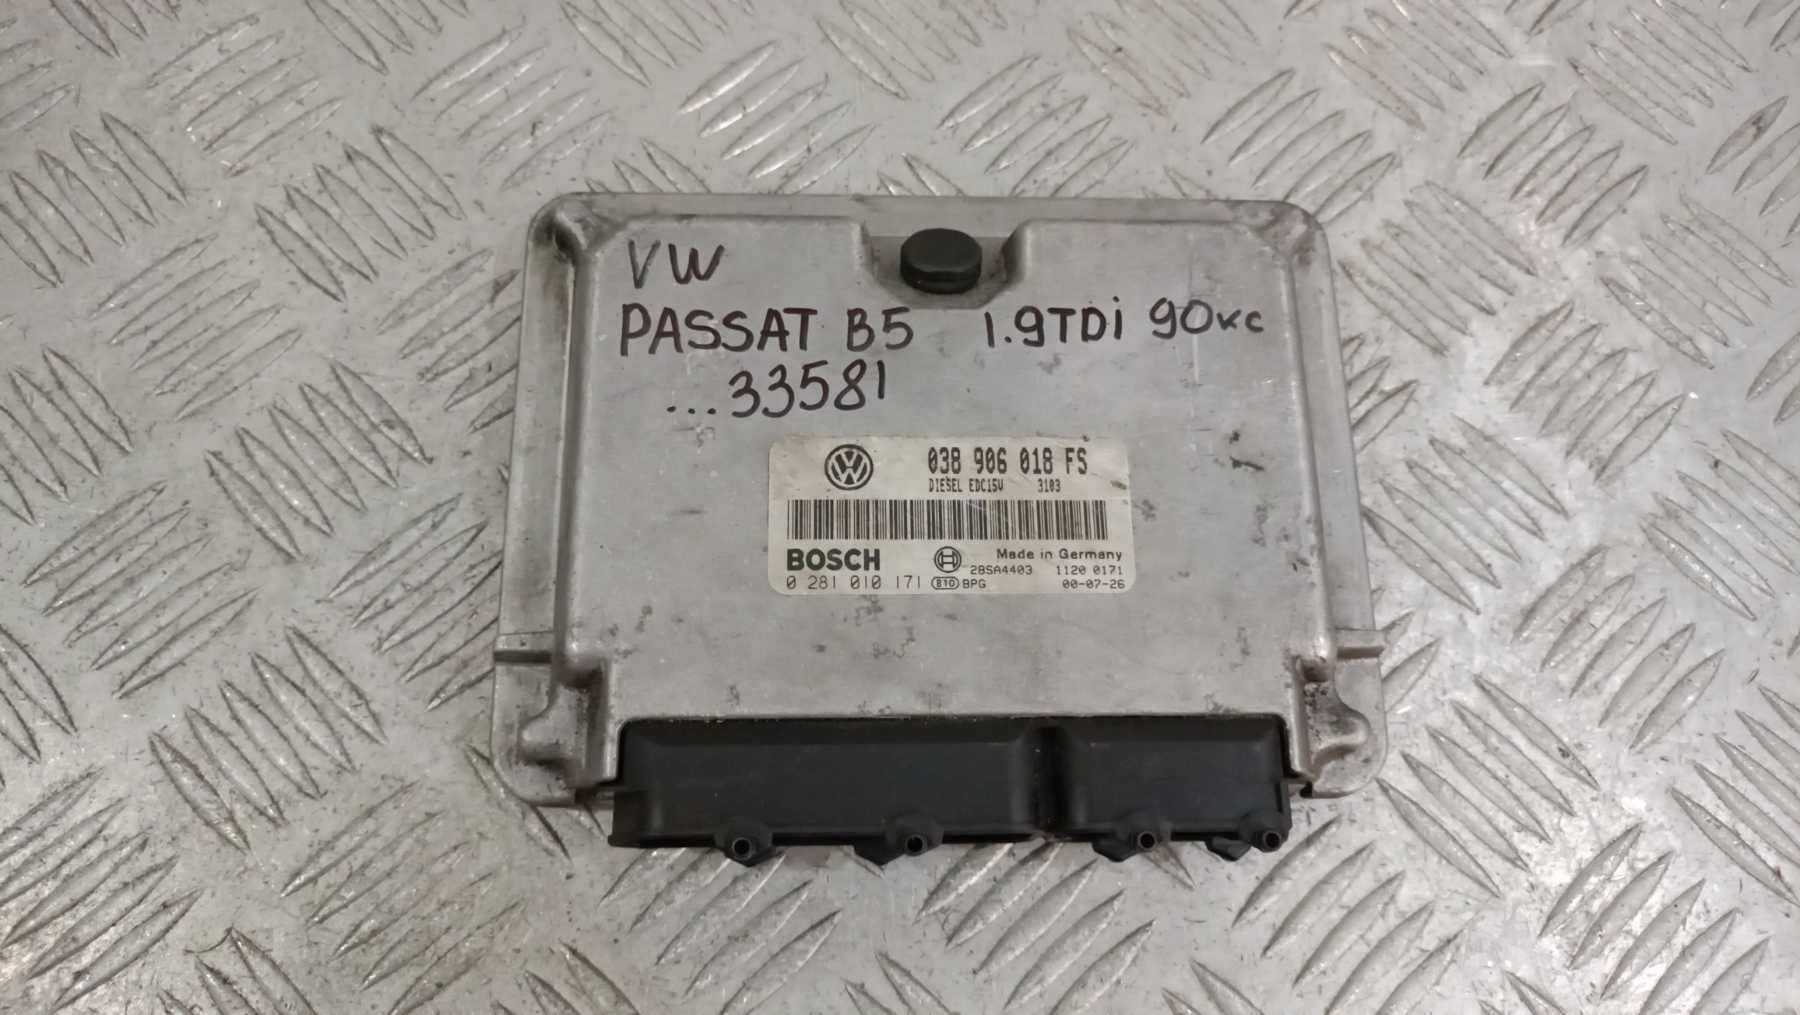 VW
PASSAT B5 1.9TDi 90кс
...33581
038 906 018 FS
DIESEL EDC15V 3103
BOSCH Made in Germany
28SA4403 1120 0171
0 281 010 171 BPG 00-07-26